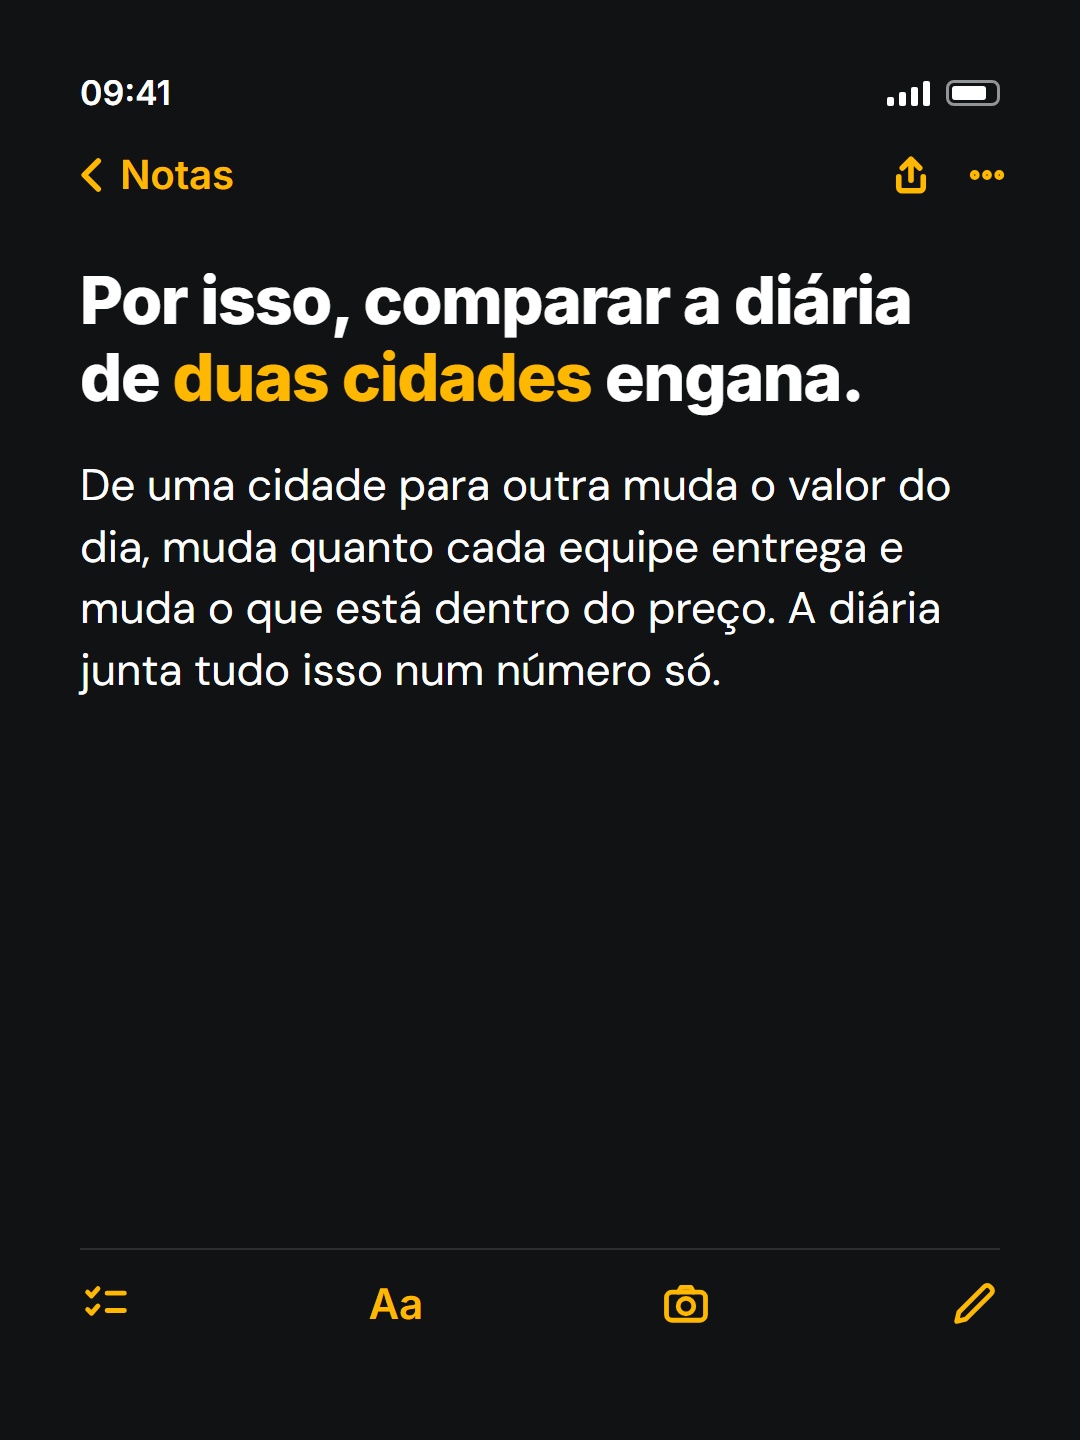 09:41
Notas
Por isso, comparar a diária
de duas cidades engana.
De uma cidade para outra muda o valor do
dia, muda quanto cada equipe entrega e
muda o que está dentro do preço. A diária
junta tudo isso num número só.
Aa